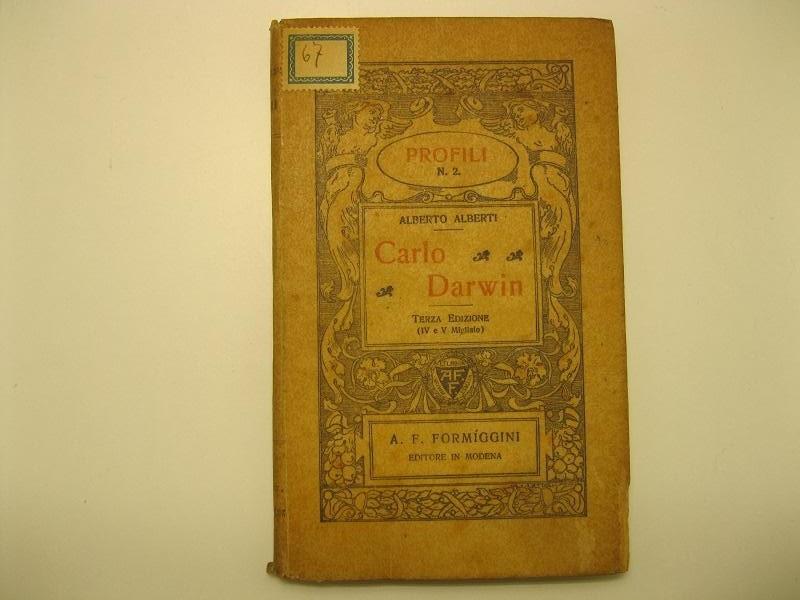 67
PROFILI
N. 2.
ALBERTO ALBERTI
Carlo
Darwin
TERZA EDIZIONE
(IV e V Migliaio)
A F
F
A. F. FORMÍGGINI
EDITORE IN MODENA